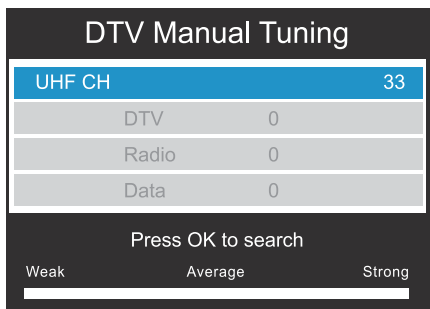 DTV Manual Tuning
UHF CH 33
DTV 0
Radio 0
Data 0
Press OK to search
Weak Average Strong